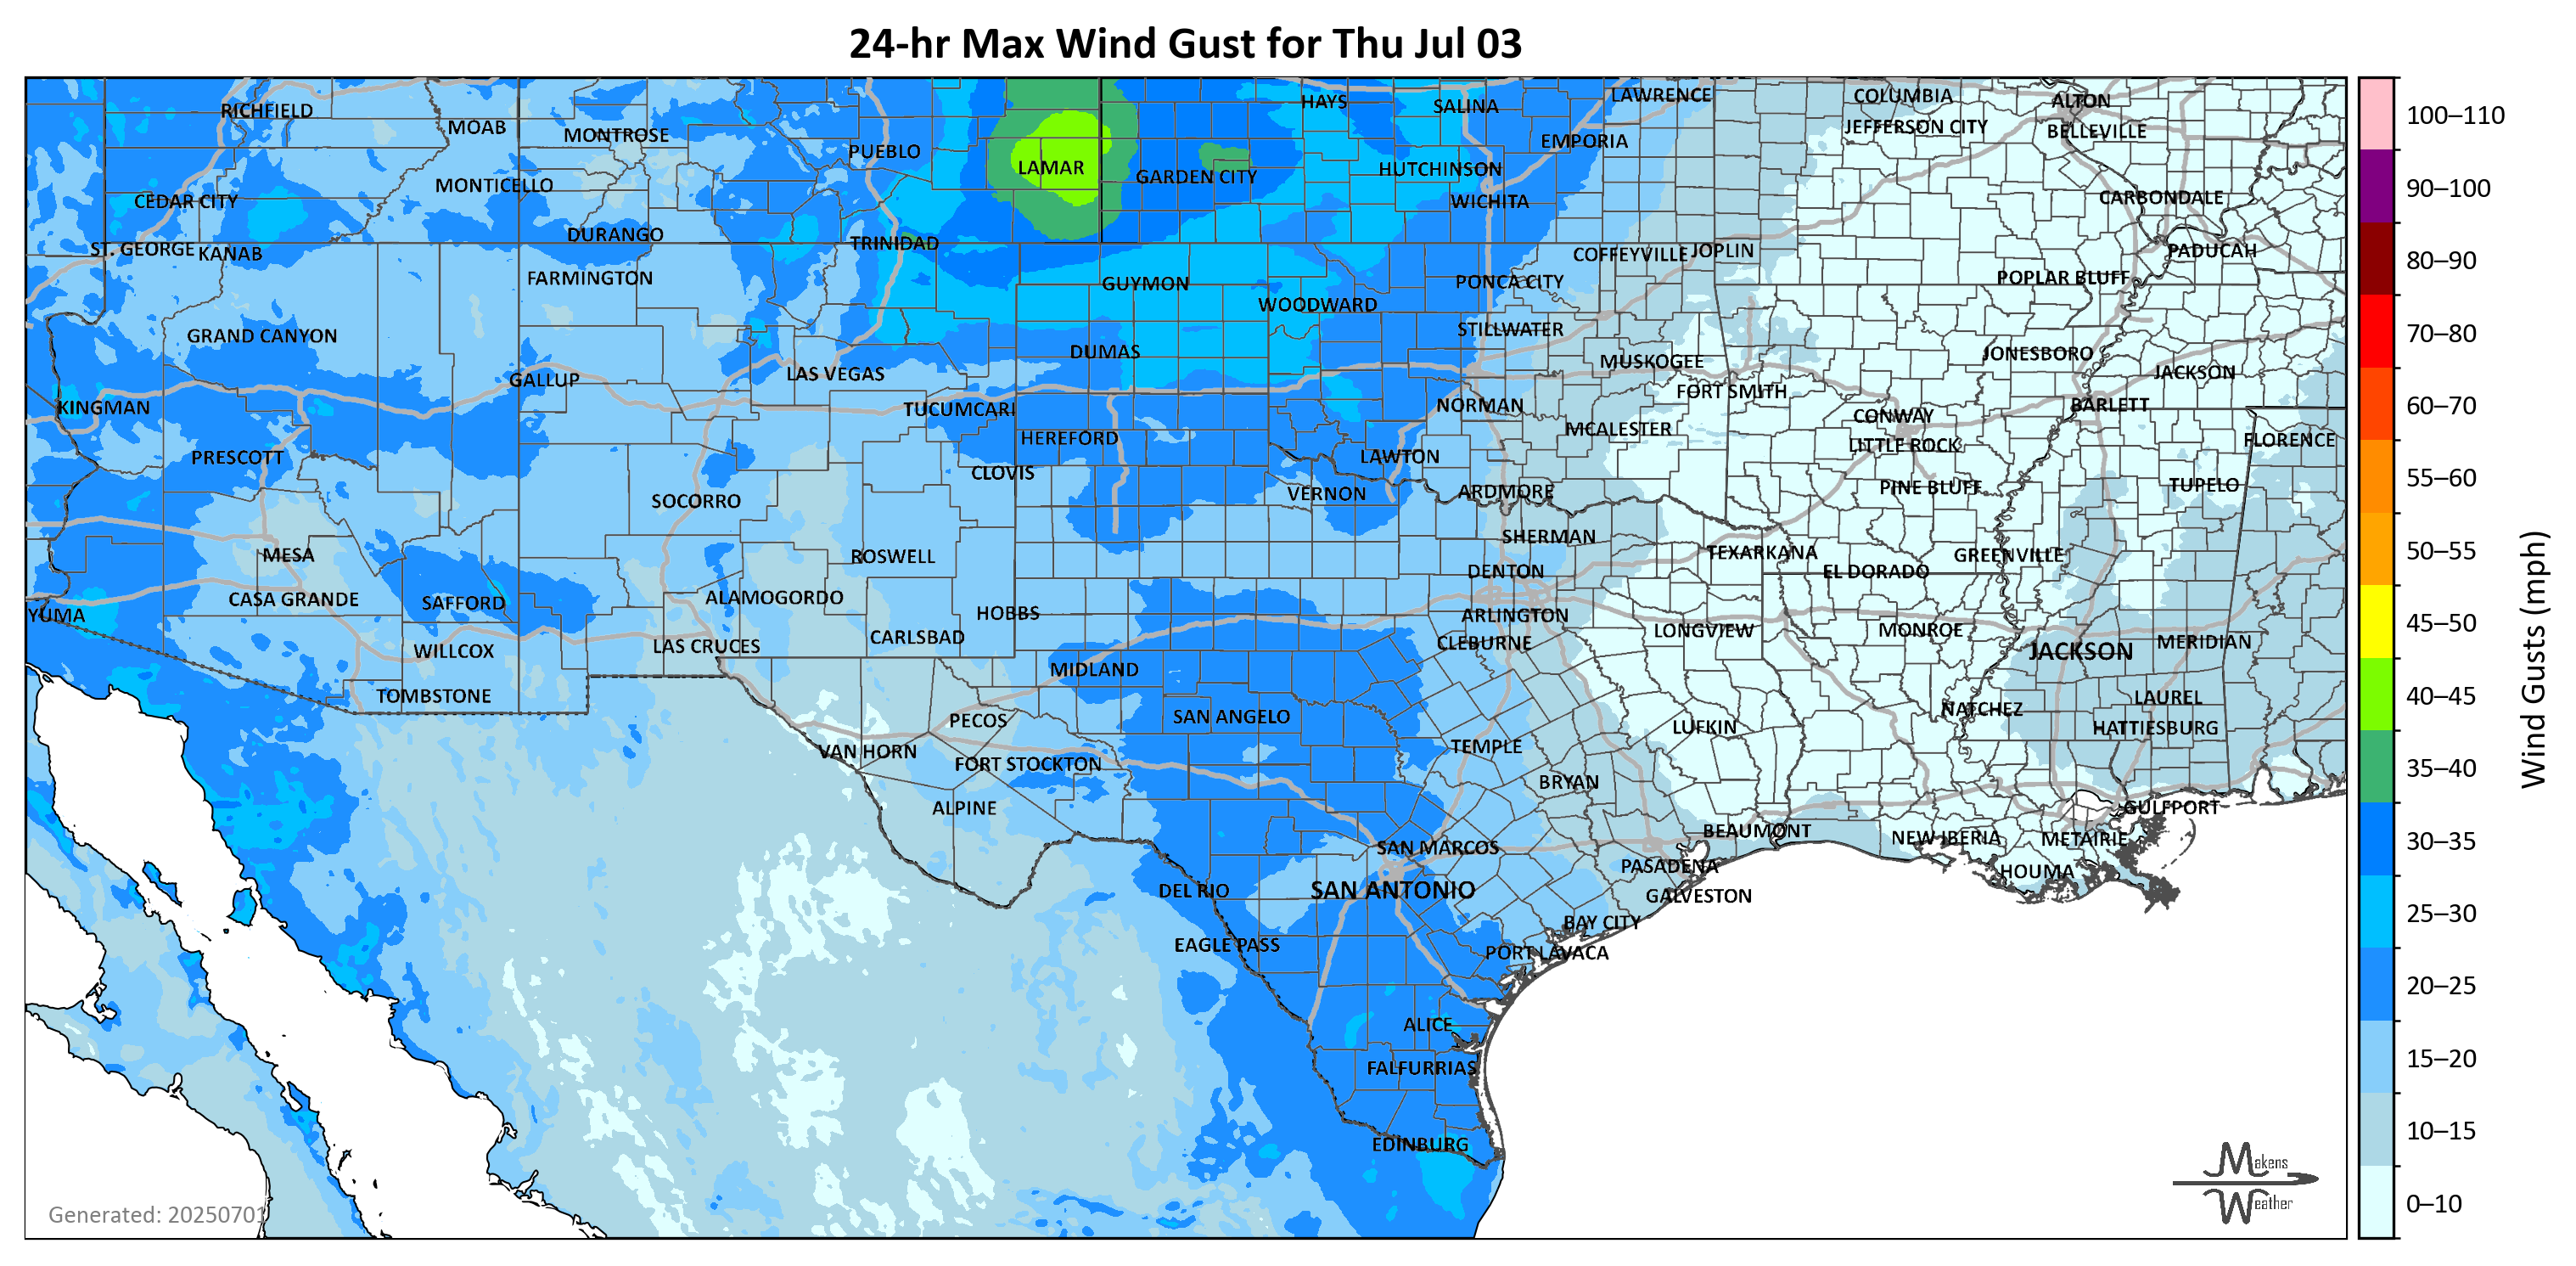 24-hr Max Wind Gust for Thu Jul 03
RICHFIELD
MOAB
MONTROSE
PUEBLO
LAMAR
GARDEN CITY
HAYS
SALINA
LAWRENCE
COLUMBIA
ALTON
JEFFERSON CITY
BELLEVILLE
EMPORIA
HUTCHINSON
WICHITA
CARBONDALE
MONTICELLO
CEDAR CITY
DURANGO
TRINIDAD
ST. GEORGE
KANAB
FARMINGTON
GUYMON
WOODWARD
PONCA CITY
COFFEYVILLE
JOPLIN
POPLAR BLUFF
PADUCAH
GRAND CANYON
DUMAS
STILLWATER
MUSKOGEE
JONESBORO
JACKSON
GALLUP
LAS VEGAS
FORT SMITH
KINGMAN
TUCUMCARI
NORMAN
CONWAY
BARLETT
HEREFORD
MCALESTER
LITTLE ROCK
FLORENCE
PRESCOTT
CLOVIS
LAWTON
SOCORRO
VERNON
ARDMORE
PINE BLUFF
TUPELO
MESA
ROSWELL
SHERMAN
TEXARKANA
GREENVILLE
DENTON
EL DORADO
CASA GRANDE
SAFFORD
ALAMOGORDO
HOBBS
YUMA
ARLINGTON
WILLCOX
LAS CRUCES
CARLSBAD
CLEBURNE
LONGVIEW
MONROE
JACKSON
MERIDIAN
MIDLAND
TOMBSTONE
PECOS
SAN ANGELO
NATCHEZ
LAUREL
HATTIESBURG
VAN HORN
FORT STOCKTON
TEMPLE
LUFKIN
BRYAN
ALPINE
GULFPORT
SAN MARCOS
BEAUMONT
NEW IBERIA
METAIRIE
PASADENA
HOUMA
DEL RIO
SAN ANTONIO
GALVESTON
BAY CITY
EAGLE PASS
PORT LAVACA
ALICE
FALFURRIAS
EDINBURG
Generated: 20250701
Makens
Weather
100–110
90–100
80–90
70–80
60–70
55–60
50–55
45–50
40–45
35–40
30–35
25–30
20–25
15–20
10–15
0–10
Wind Gusts (mph)